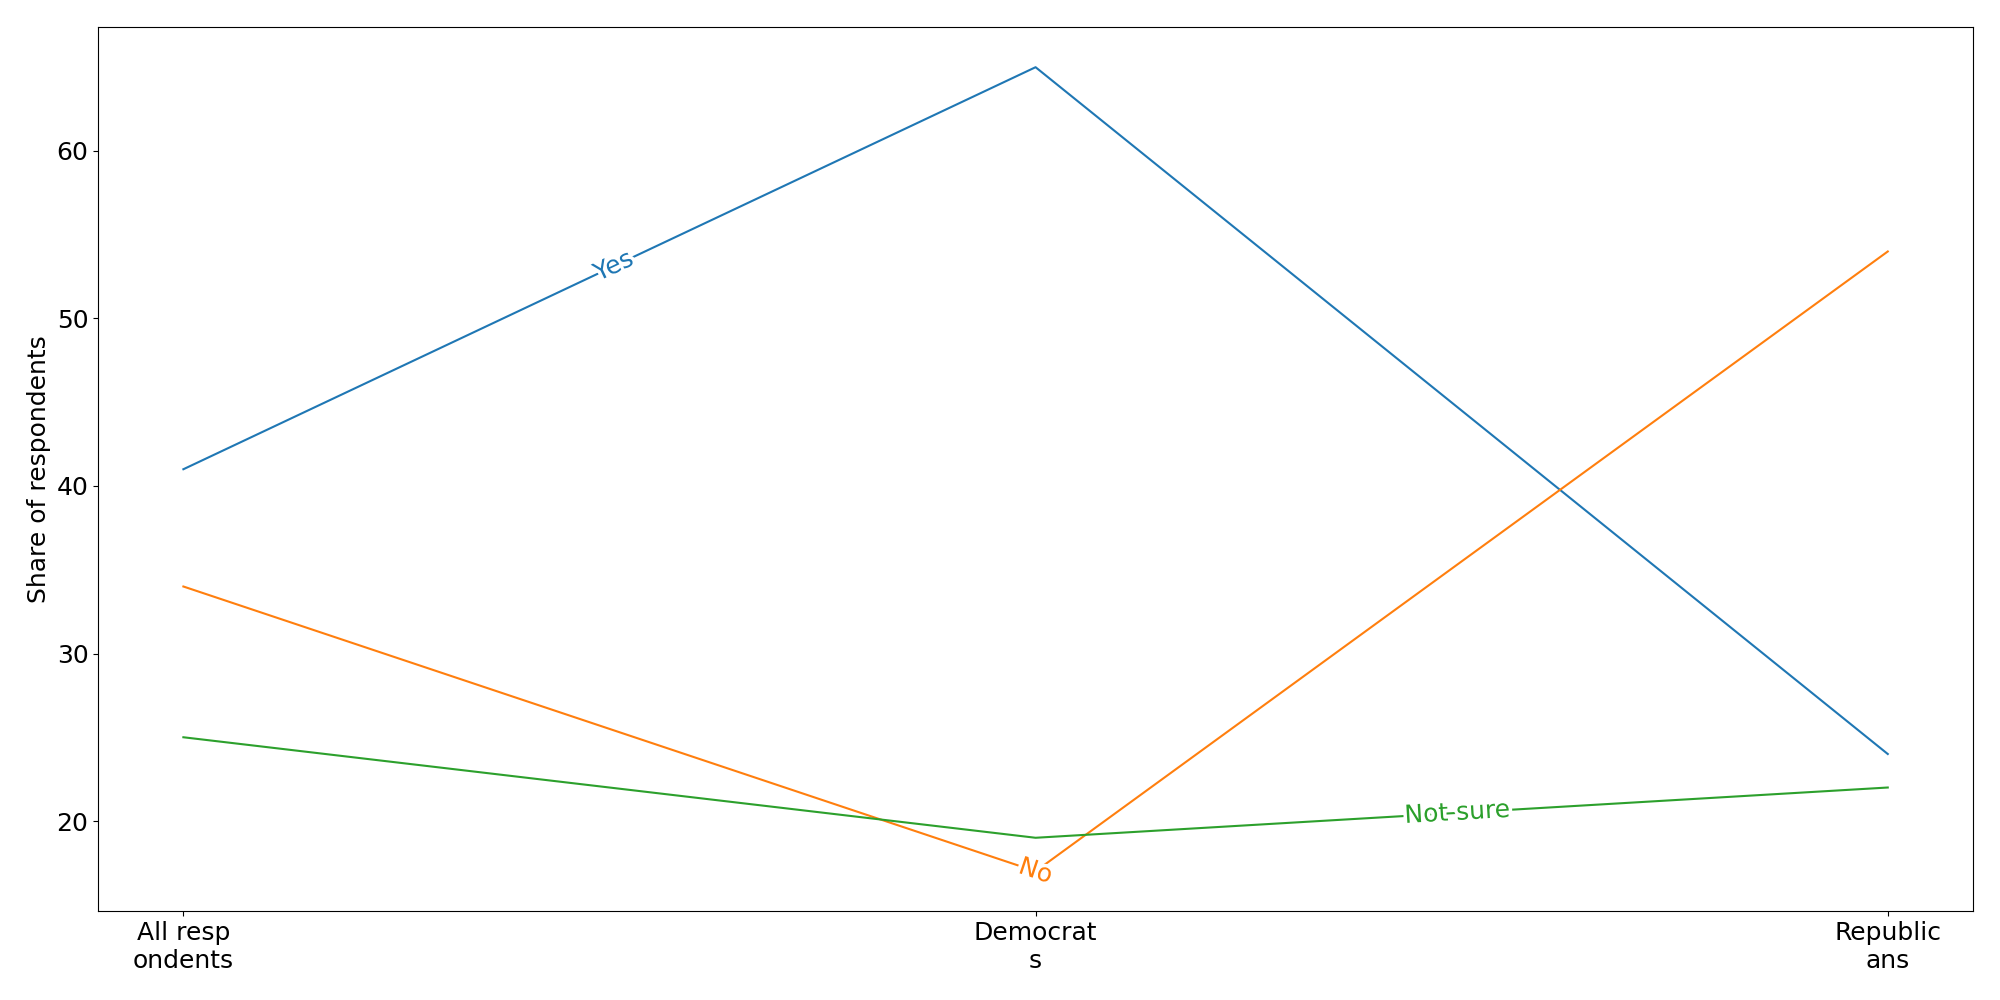 Share of respondents
60
50
40
30
20
Yes
No
Not-sure
All resp
ondents
Democrat
s
Republic
ans